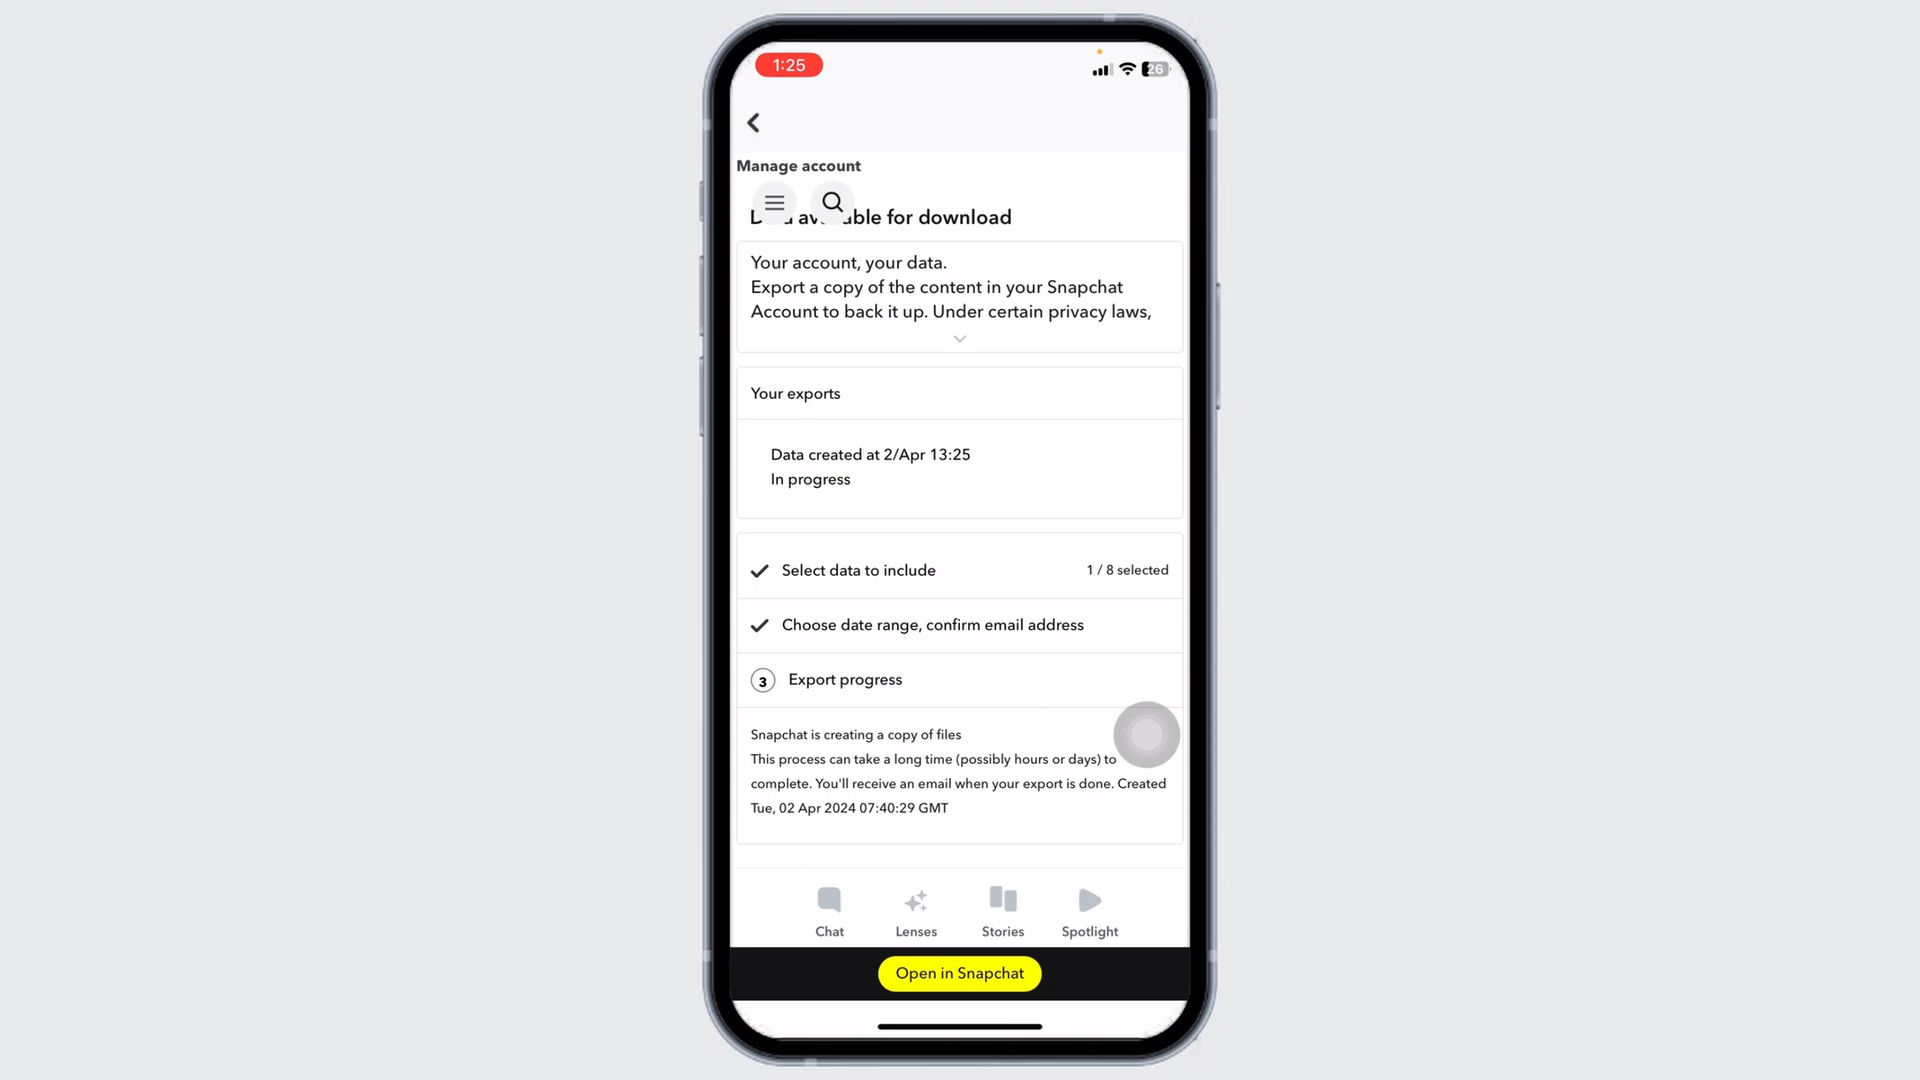 1:25
26
Manage account
available for download
Your account, your data.
Export a copy of the content in your Snapchat
Account to back it up. Under certain privacy laws,
Your exports
Data created at 2/Apr 13:25
In progress
Select data to include 1 / 8 selected
Choose date range, confirm email address
3 Export progress
Snapchat is creating a copy of files
This process can take a long time (possibly hours or days) to
complete. You'll receive an email when your export is done. Created
Tue, 02 Apr 2024 07:40:29 GMT
Chat Lenses Stories Spotlight
Open in Snapchat